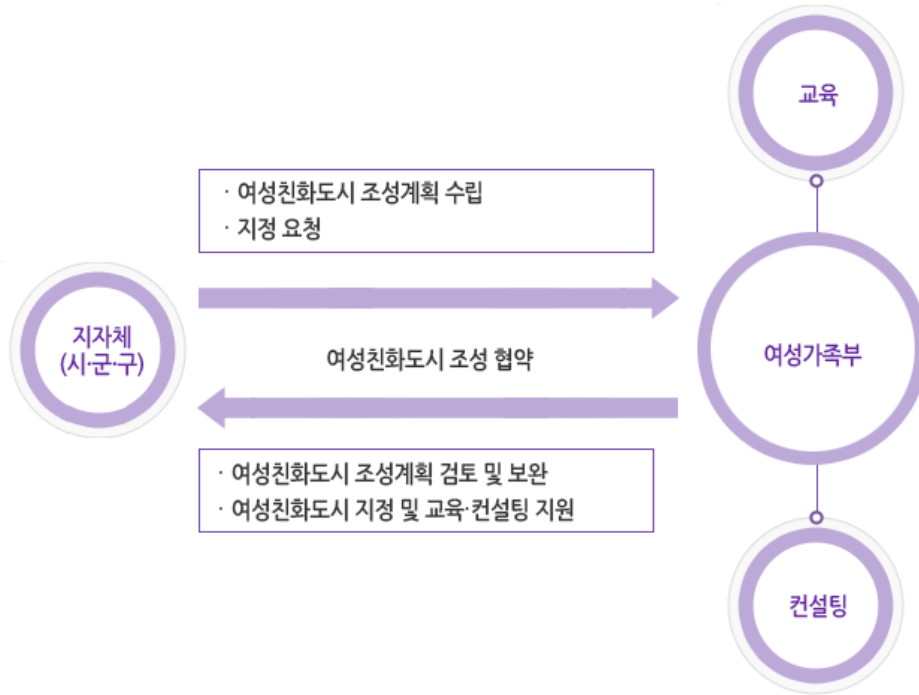 교육
· 여성친화도시 조성계획 수립
· 지정 요청
지자체
(시·군·구)
여성친화도시 조성 협약
여성가족부
· 여성친화도시 조성계획 검토 및 보완
· 여성친화도시 지정 및 교육·컨설팅 지원
컨설팅